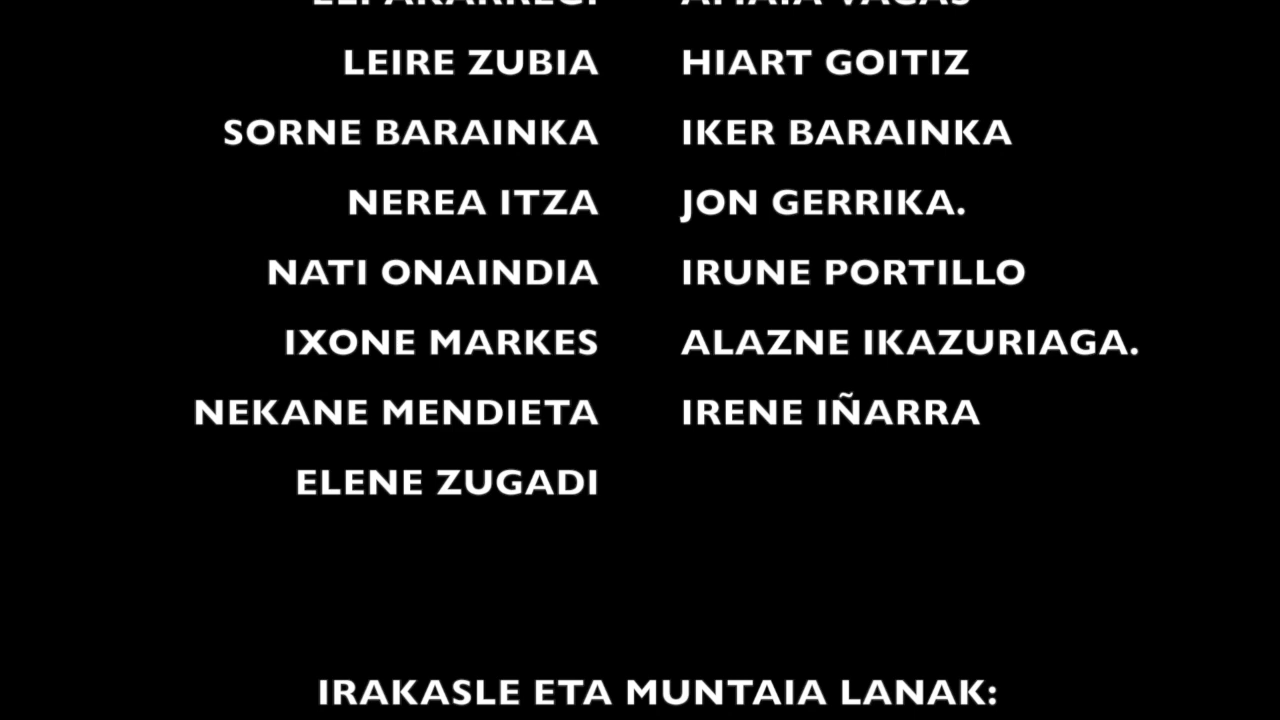 LEIRE ZUBIA HIART GOITIZ
SORNE BARAINKA IKER BARAINKA
NEREA ITZA JON GERRIKA.
NATI ONAINDIA IRUNE PORTILLO
IXONE MARKES ALAZNE IKAZURIAGA.
NEKANE MENDIETA IRENE IÑARRA
ELENE ZUGADI
IRAKASLE ETA MUNTAIA LANAK: